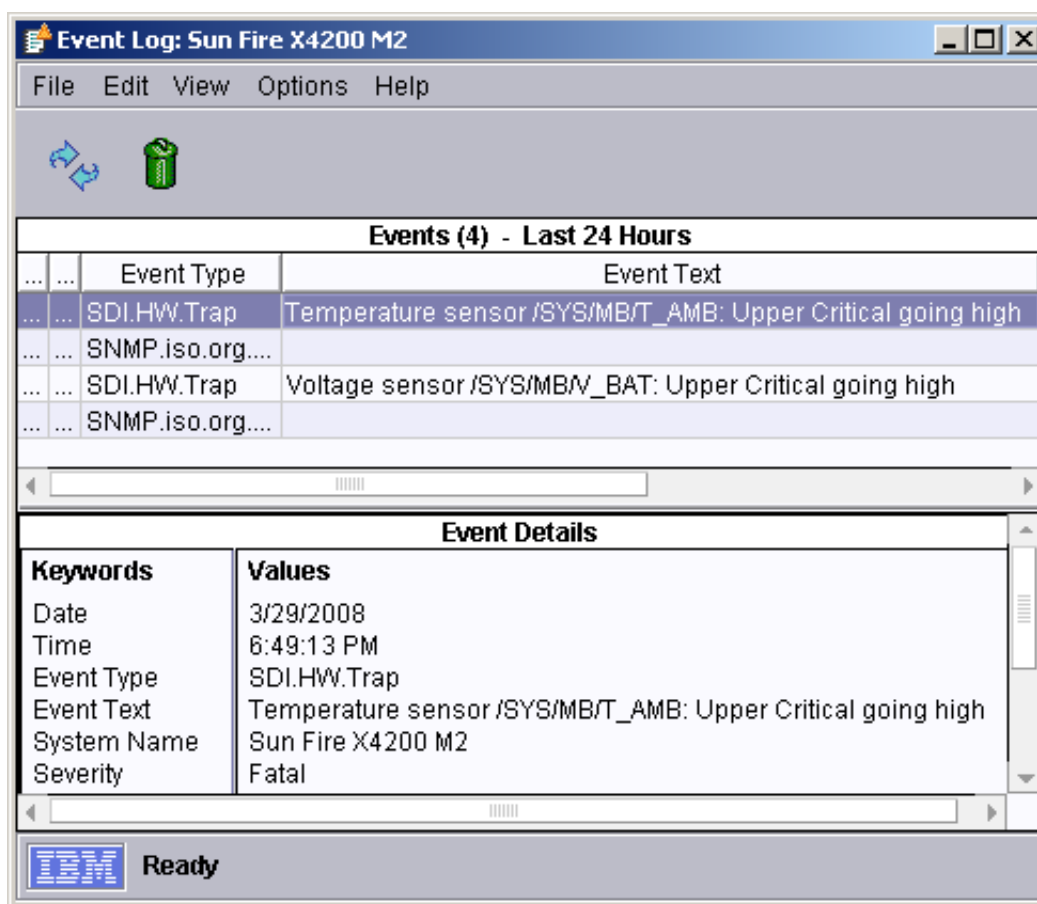 Event Log: Sun Fire X4200 M2
File Edit View Options Help
Events (4) - Last 24 Hours
... ... Event Type Event Text
... ... SDI.HW.Trap Temperature sensor /SYS/MB/T_AMB: Upper Critical going high
... ... SNMP.iso.org....
... ... SDI.HW.Trap Voltage sensor /SYS/MB/V_BAT: Upper Critical going high
... ... SNMP.iso.org....
Event Details
Keywords Values
Date 3/29/2008
Time 6:49:13 PM
Event Type SDI.HW.Trap
Event Text Temperature sensor /SYS/MB/T_AMB: Upper Critical going high
System Name Sun Fire X4200 M2
Severity Fatal
IBM Ready